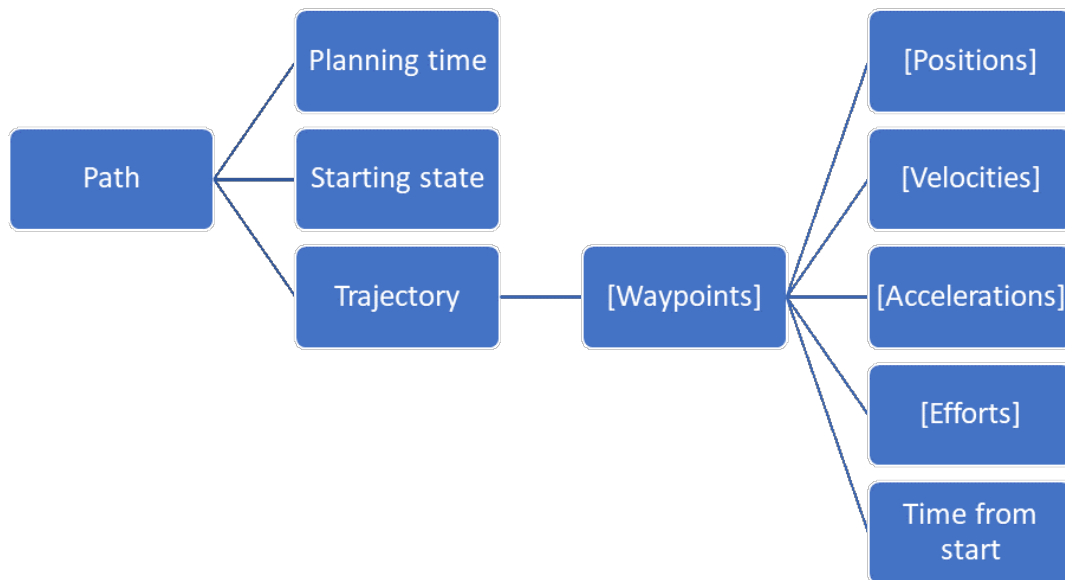 Path
Planning time
Starting state
Trajectory
[Waypoints]
[Positions]
[Velocities]
[Accelerations]
[Efforts]
Time from
start